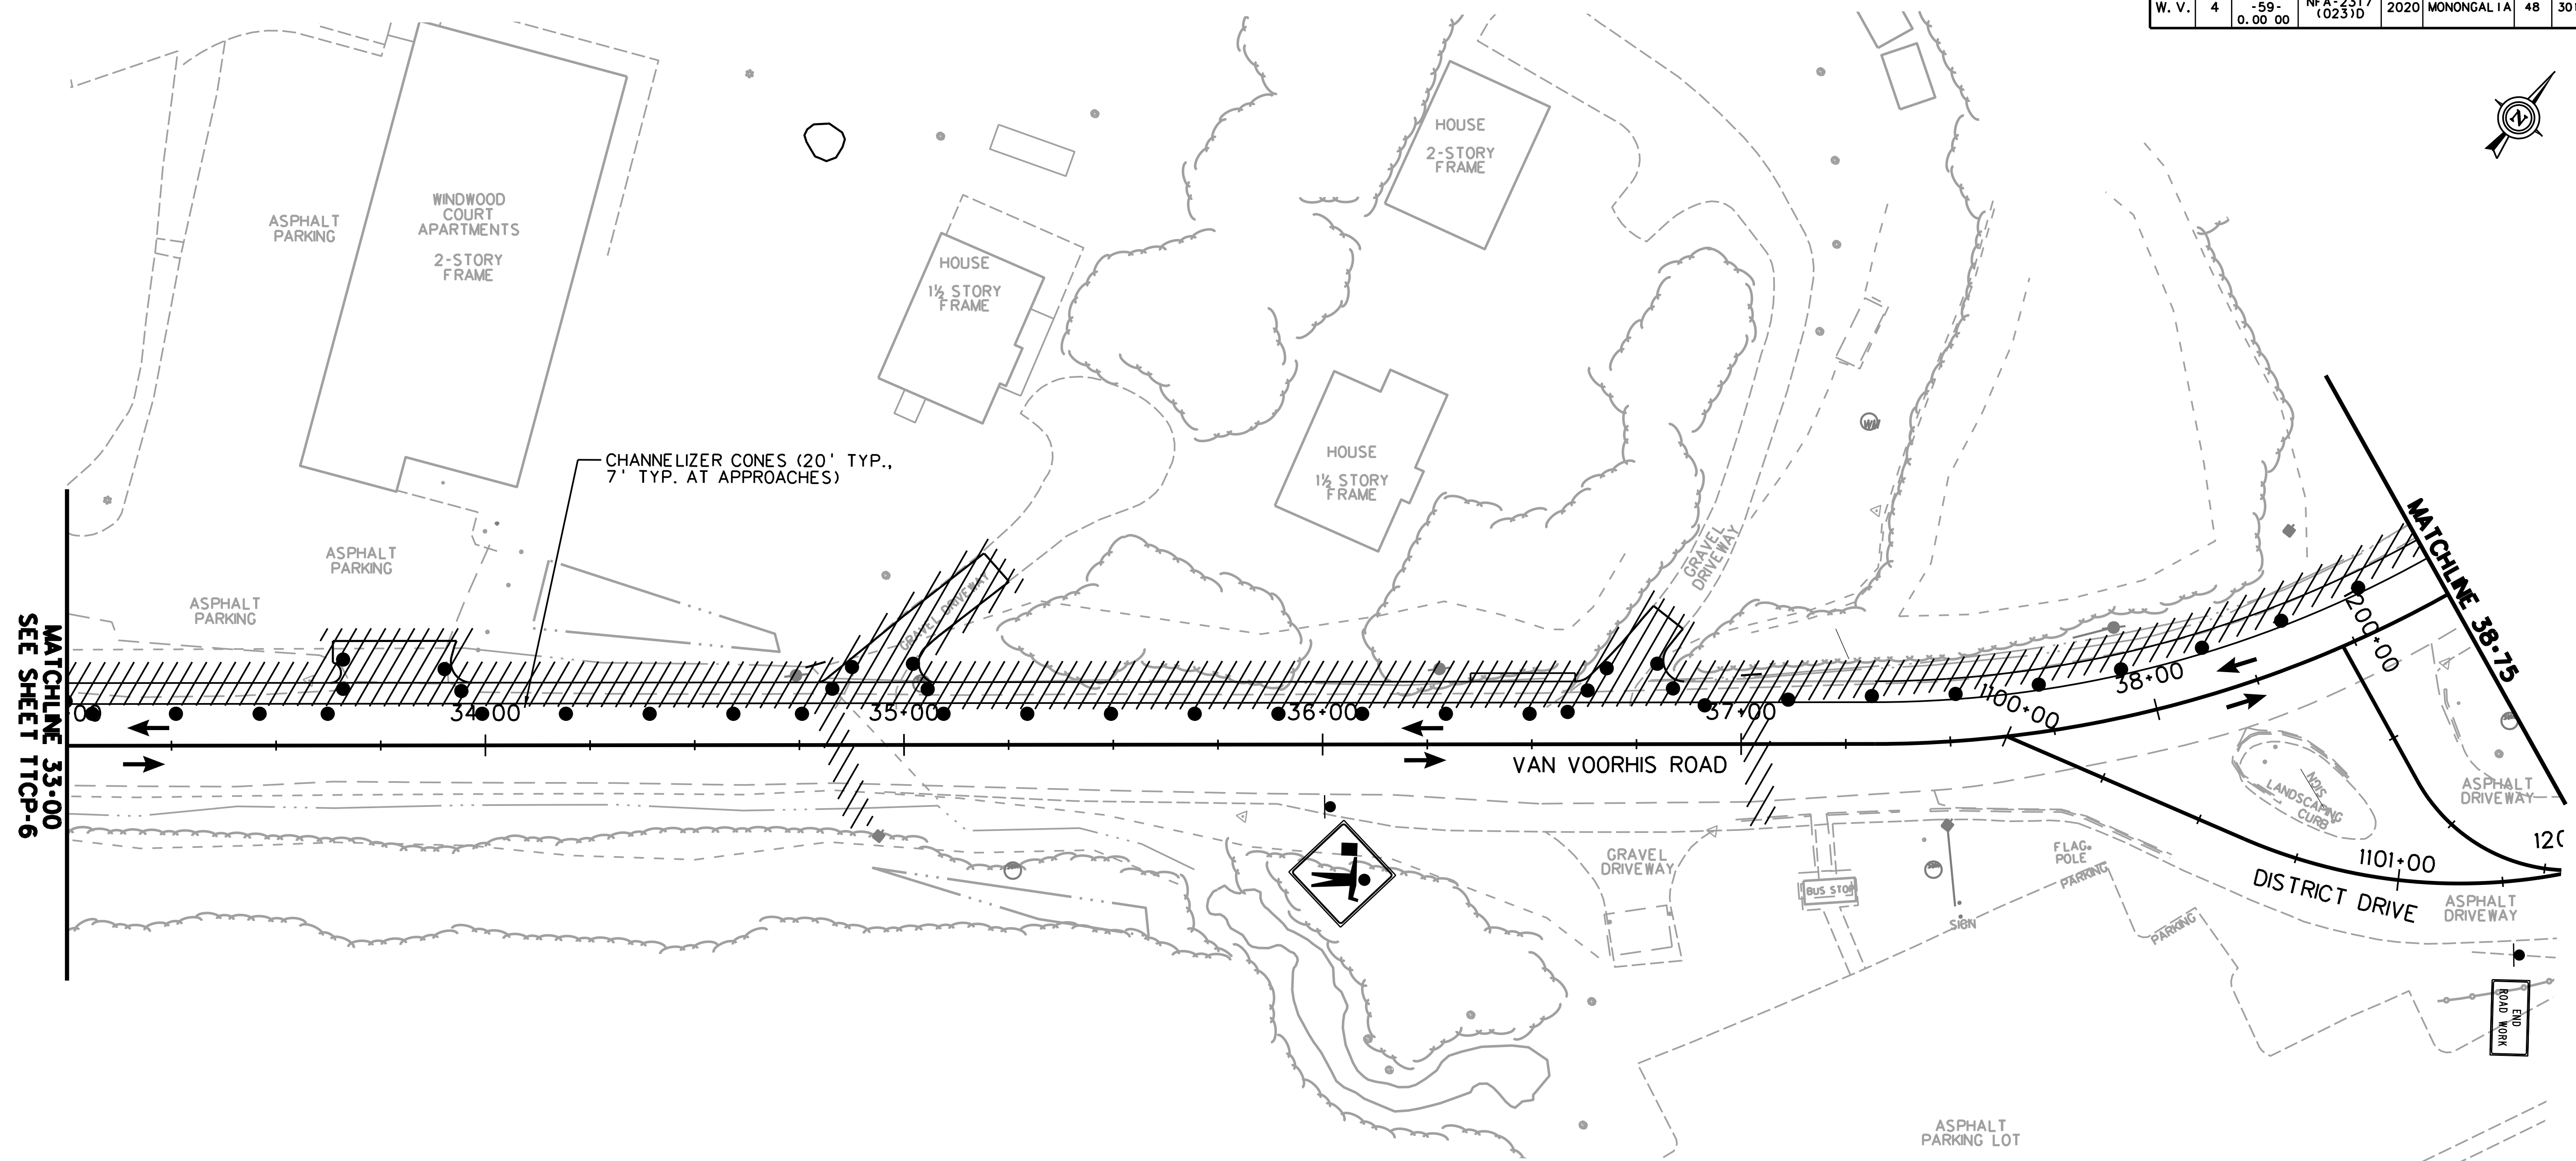 W. V.
4
-59-
0.00 00
(023)D
2020
MONONGALIA
48
N
WINDWOOD
COURT
APARTMENTS
2-STORY
FRAME
ASPHALT
PARKING
HOUSE
1½ STORY
FRAME
HOUSE
2-STORY
FRAME
HOUSE
1½ STORY
FRAME
CHANNELIZER CONES (20' TYP.,
7' TYP. AT APPROACHES)
ASPHALT
PARKING
ASPHALT
PARKING
GRAVEL DRIVEWAY
GRAVEL
DRIVEWAY
WM
MATCHLINE 33+00
SEE SHEET TTCP-6
MATCHLINE 38+75
34+00
35+00
36+00
37+00
38+00
1100+00
1200+00
VAN VOORHIS ROAD
SIGN
LANDSCAPING
CURB
ASPHALT
DRIVEWAY
GRAVEL
DRIVEWAY
BUS STOP
FLAG
POLE
PARKING
PARKING
SIGN
1101+00
DISTRICT DRIVE
ASPHALT
DRIVEWAY
END
ROAD WORK
ASPHALT
PARKING LOT